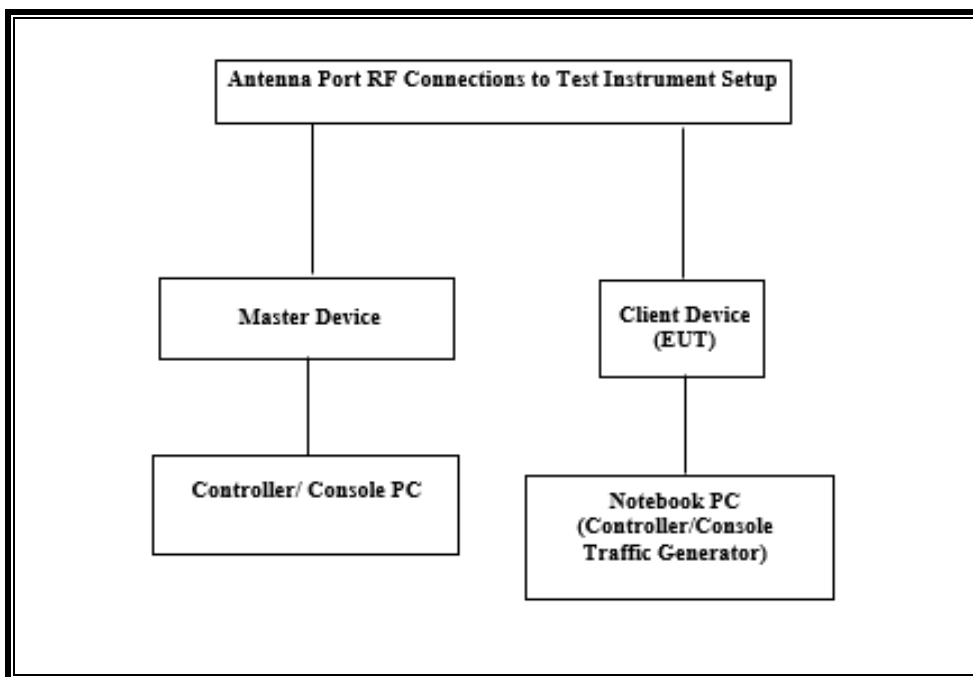 Antenna Port RF Connections to Test Instrument Setup
Master Device
Client Device
(EUT)
Controller/ Console PC
Notebook PC
(Controller/Console
Traffic Generator)